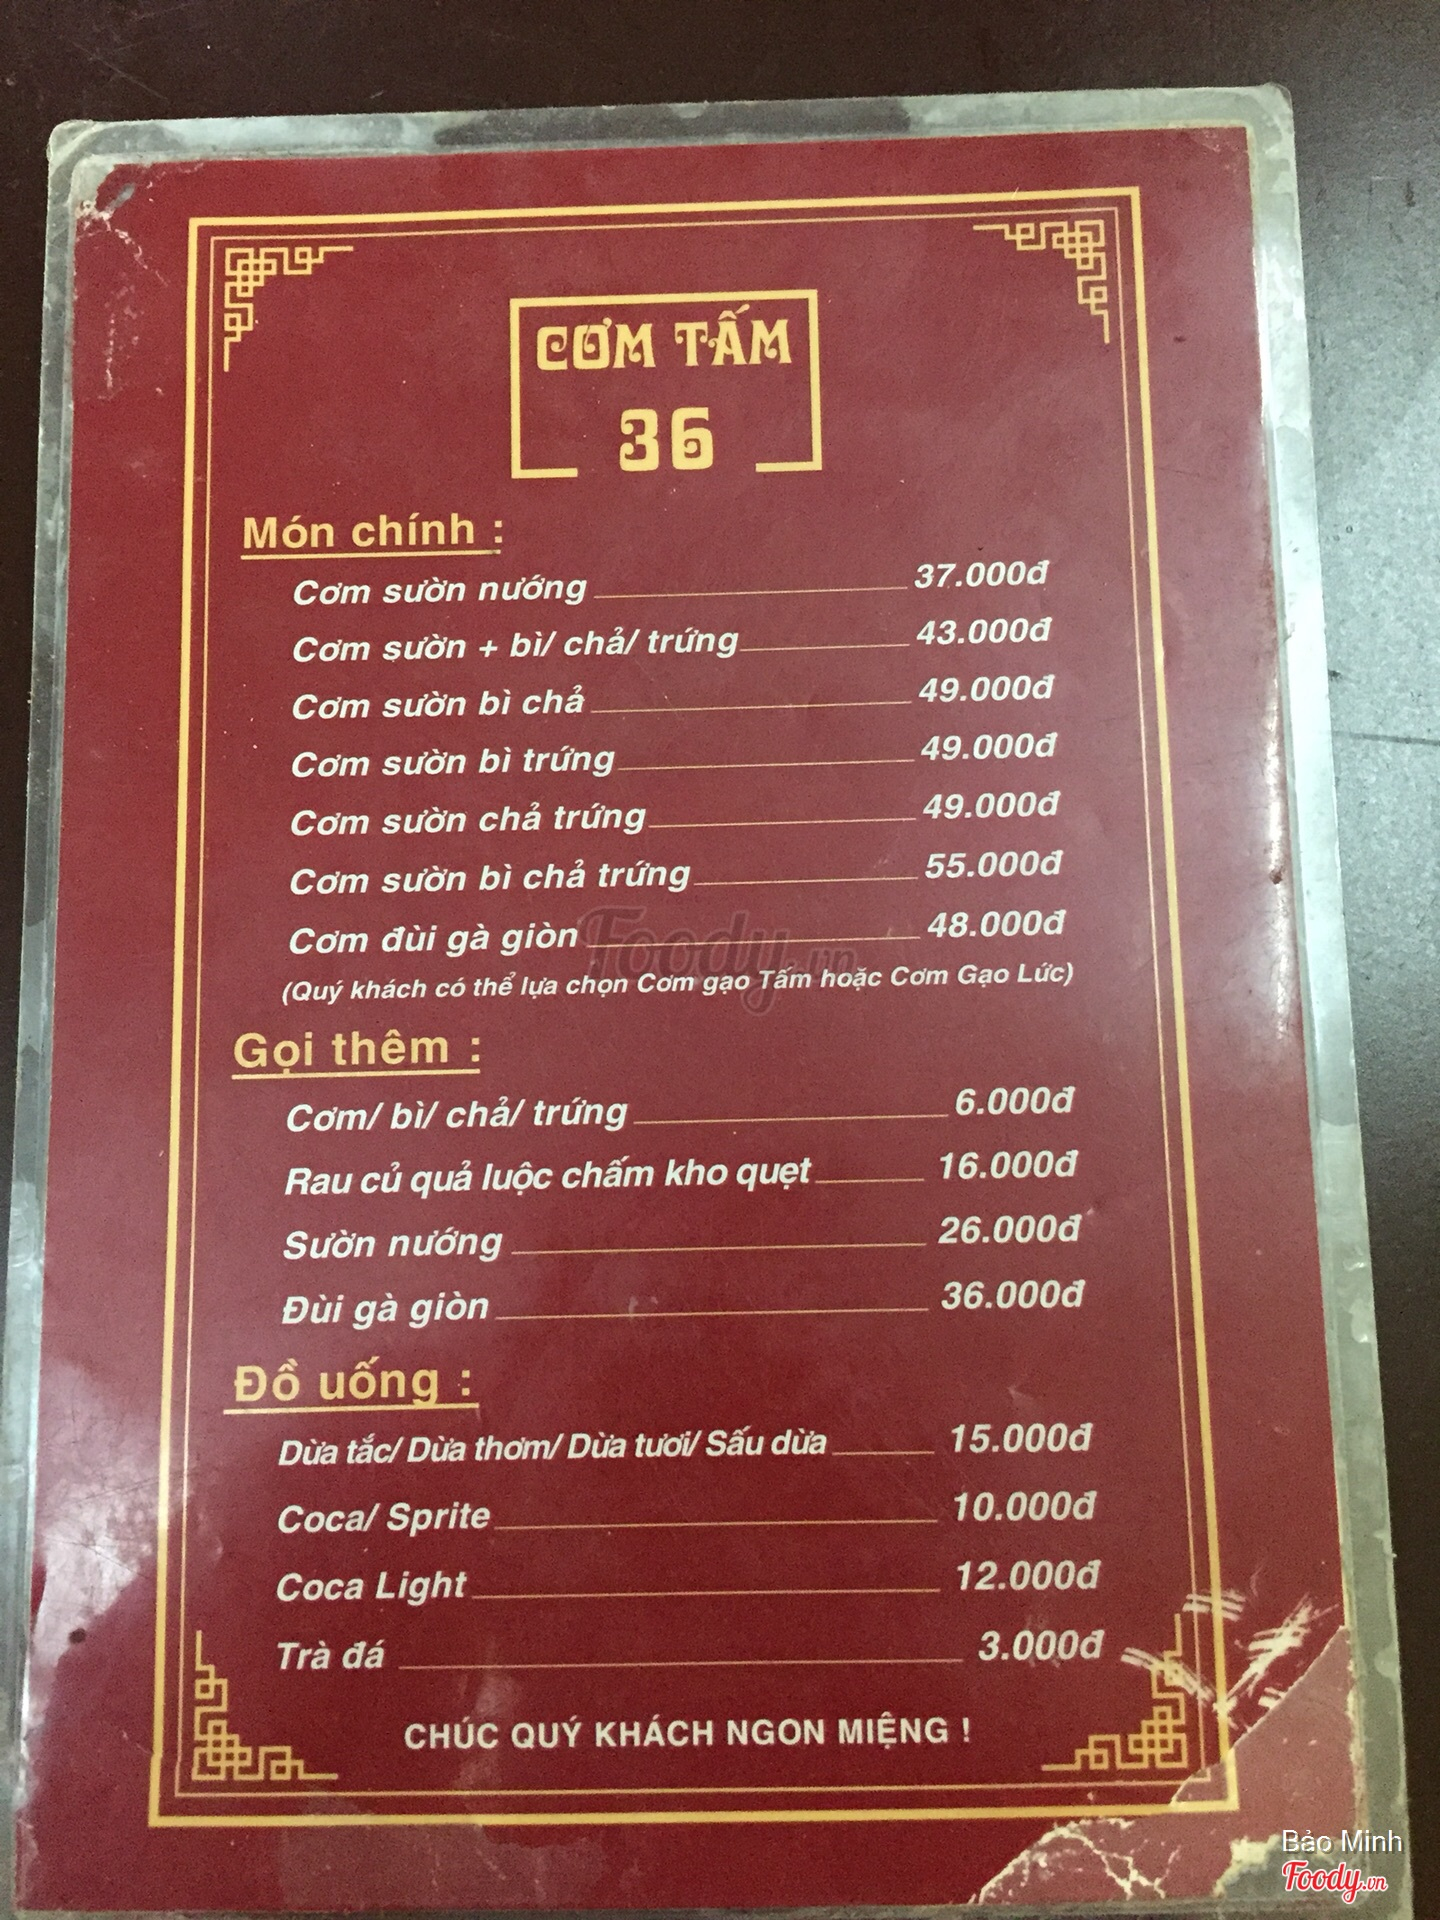 CƠM TẤM
36
Món chính :
Cơm sườn nướng 37.000đ
Cơm sườn + bì/ chả/ trứng 43.000đ
Cơm sườn bì chả 49.000đ
Cơm sườn bì trứng 49.000đ
Cơm sườn chả trứng 49.000đ
Cơm sườn bì chả trứng 55.000đ
Cơm đùi gà giòn 48.000đ
(Quý khách có thể lựa chọn Cơm gạo Tấm hoặc Cơm Gạo Lức)
Foody.vn
Gọi thêm :
Cơm/ bì/ chả/ trứng 6.000đ
Rau củ quả luộc chấm kho quẹt 16.000đ
Sườn nướng 26.000đ
Đùi gà giòn 36.000đ
Đồ uống :
Dừa tắc/ Dừa thơm/ Dừa tươi/ Sấu dừa 15.000đ
Coca/ Sprite 10.000đ
Coca Light 12.000đ
Trà đá 3.000đ
CHÚC QUÝ KHÁCH NGON MIỆNG !
Bảo Minh
Foody.vn